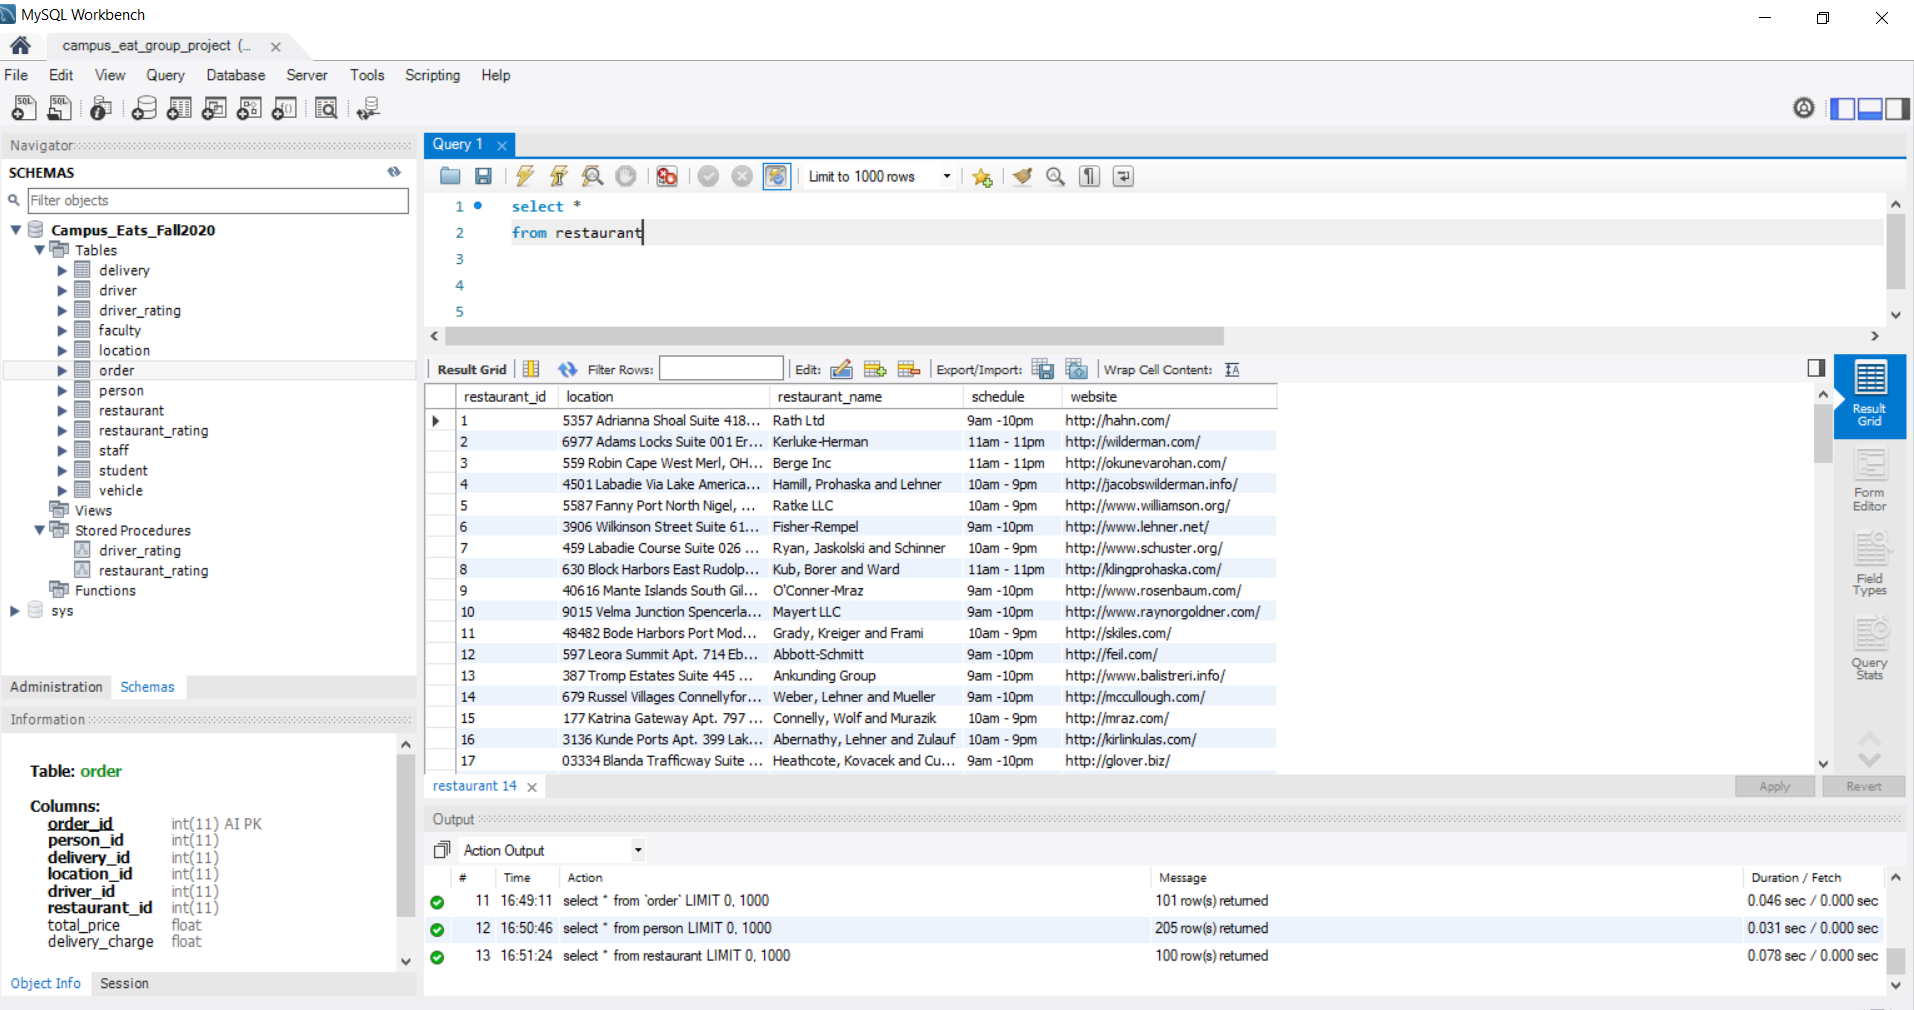 MySQL Workbench
campus_eat_group_project (...
File Edit View Query Database Server Tools Scripting Help
Navigator
SCHEMAS
Filter objects
Campus_Eats_Fall2020
Tables
delivery
driver
driver_rating
faculty
location
order
person
restaurant
restaurant_rating
staff
student
vehicle
Views
Stored Procedures
driver_rating
restaurant_rating
Functions
sys
Administration Schemas
Information
Table: order
Columns:
order_id int(11) AI PK
person_id int(11)
delivery_id int(11)
location_id int(11)
driver_id int(11)
restaurant_id int(11)
total_price float
delivery_charge float
Object Info Session
Query 1
Limit to 1000 rows
1 select *
2 from restaurant
3
4
5
Result Grid Filter Rows: Edit: Export/Import: Wrap Cell Content:
restaurant_id location restaurant_name schedule website
1 5357 Adrianna Shoal Suite 418... Rath Ltd 9am -10pm http://hahn.com/
2 6977 Adams Locks Suite 001 Er... Kerluke-Herman 11am - 11pm http://wilderman.com/
3 559 Robin Cape West Merl, OH... Berge Inc 11am - 11pm http://okunevarohan.com/
4 4501 Labadie Via Lake America... Hamill, Prohaska and Lehner 10am - 9pm http://jacobswilderman.info/
5 5587 Fanny Port North Nigel, ... Ratke LLC 10am - 9pm http://www.williamson.org/
6 3906 Wilkinson Street Suite 61... Fisher-Rempel 9am -10pm http://www.lehner.net/
7 459 Labadie Course Suite 026 ... Ryan, Jaskolski and Schinner 10am - 9pm http://www.schuster.org/
8 630 Block Harbors East Rudolp... Kub, Borer and Ward 11am - 11pm http://klingprohaska.com/
9 40616 Mante Islands South Gil... O'Conner-Mraz 9am -10pm http://www.rosenbaum.com/
10 9015 Velma Junction Spencerla... Mayert LLC 9am -10pm http://www.raynorgoldner.com/
11 48482 Bode Harbors Port Mod... Grady, Kreiger and Frami 10am - 9pm http://skiles.com/
12 597 Leora Summit Apt. 714 Eb... Abbott-Schmitt 9am -10pm http://feil.com/
13 387 Tromp Estates Suite 445 ... Ankunding Group 9am -10pm http://www.balistreri.info/
14 679 Russel Villages Connellyfor... Weber, Lehner and Mueller 9am -10pm http://mccullough.com/
15 177 Katrina Gateway Apt. 797 ... Connelly, Wolf and Murazik 10am - 9pm http://mraz.com/
16 3136 Kunde Ports Apt. 399 Lak... Abernathy, Lehner and Zulauf 10am - 9pm http://kirlinkulas.com/
17 03334 Blanda Trafficway Suite ... Heathcote, Kovacek and Cu... 9am -10pm http://glover.biz/
Result Grid
Form Editor
Field Types
Query Stats
restaurant 14
Apply Revert
Output
Action Output
# Time Action Message Duration / Fetch
11 16:49:11 select * from `order` LIMIT 0, 1000 101 row(s) returned 0.046 sec / 0.000 sec
12 16:50:46 select * from person LIMIT 0, 1000 205 row(s) returned 0.031 sec / 0.000 sec
13 16:51:24 select * from restaurant LIMIT 0, 1000 100 row(s) returned 0.078 sec / 0.000 sec